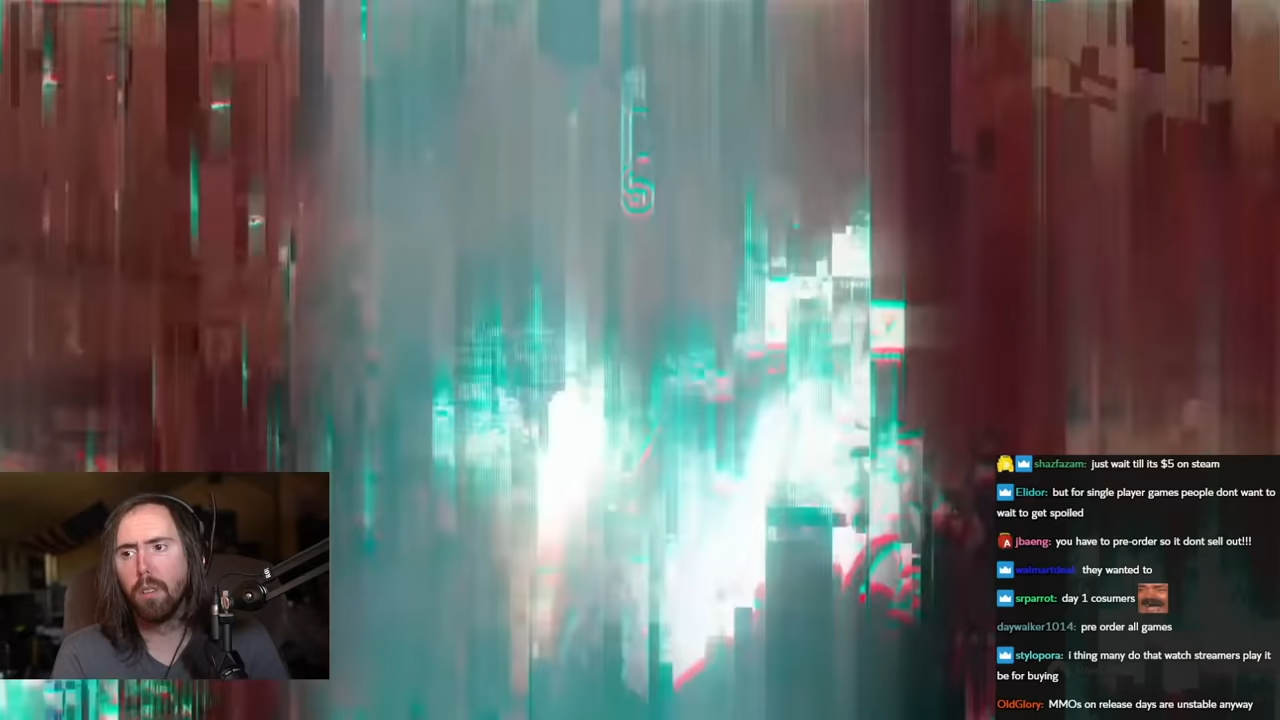 shazfazam: just wait till its $5 on steam
Elidor: but for single player games people dont want to
wait to get spoiled
jbaeng: you have to pre-order so it dont sell out!!!
walmartdeal: they wanted to
srparrot: day 1 cosumers
daywalker1014: pre order all games
stylopora: i thing many do that watch streamers play it
be for buying
OldGlory: MMOs on release days are unstable anyway